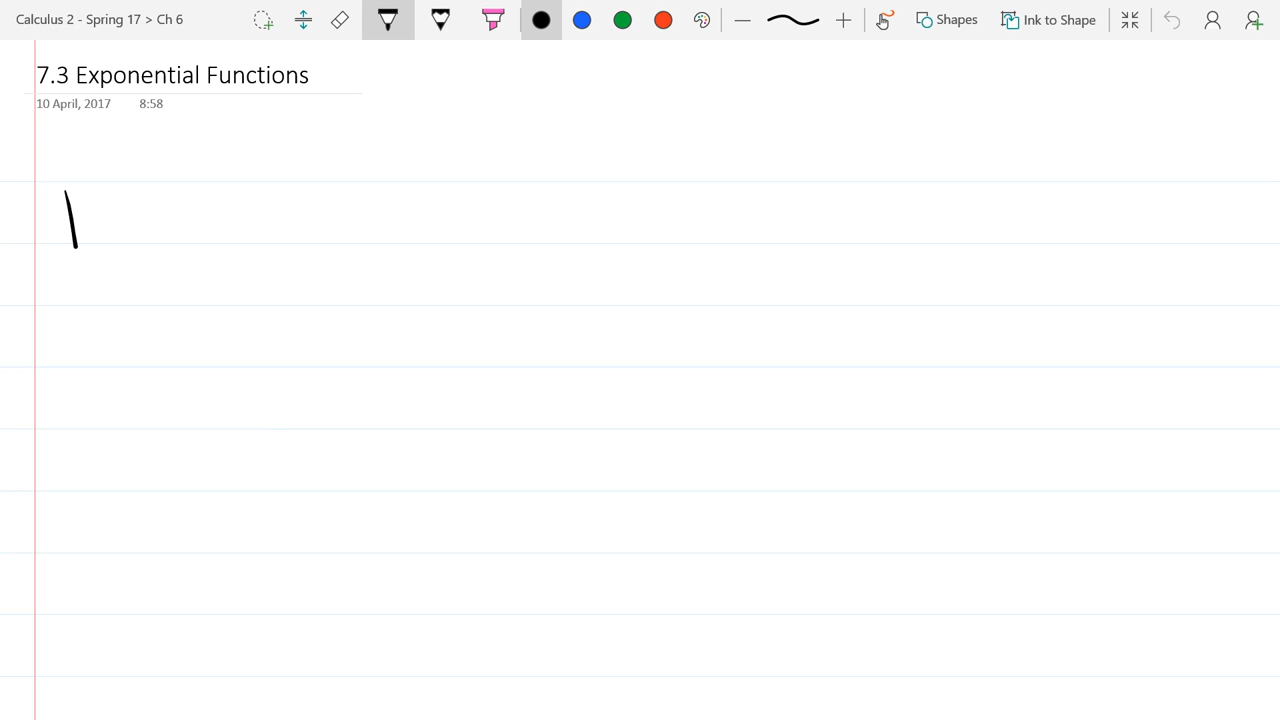 Calculus 2 - Spring 17 > Ch 6
Shapes
Ink to Shape
7.3 Exponential Functions
10 April, 2017 8:58